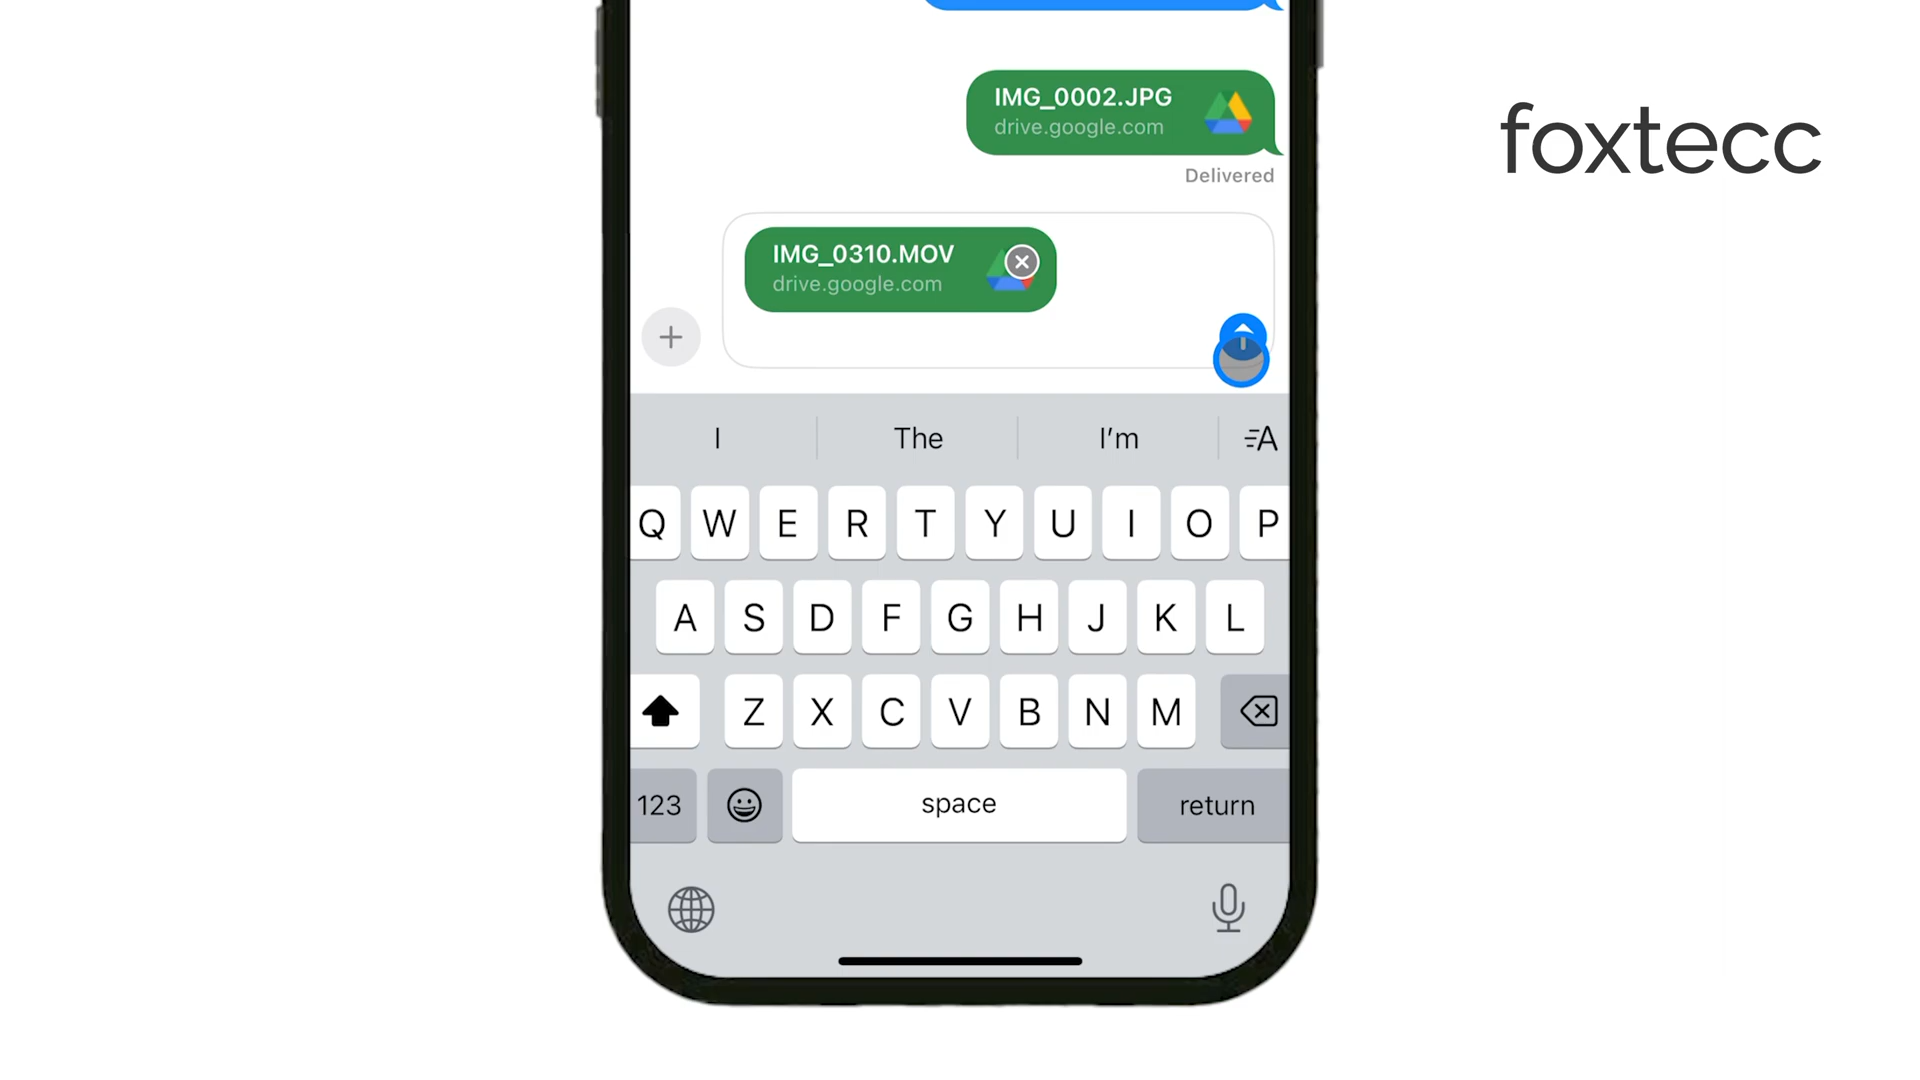 IMG_0002.JPG
drive.google.com
Delivered
foxtecc
IMG_0310.MOV
drive.google.com
I The I'm A
Q W E R T Y U I O P
A S D F G H J K L
Z X C V B N M
123 space return